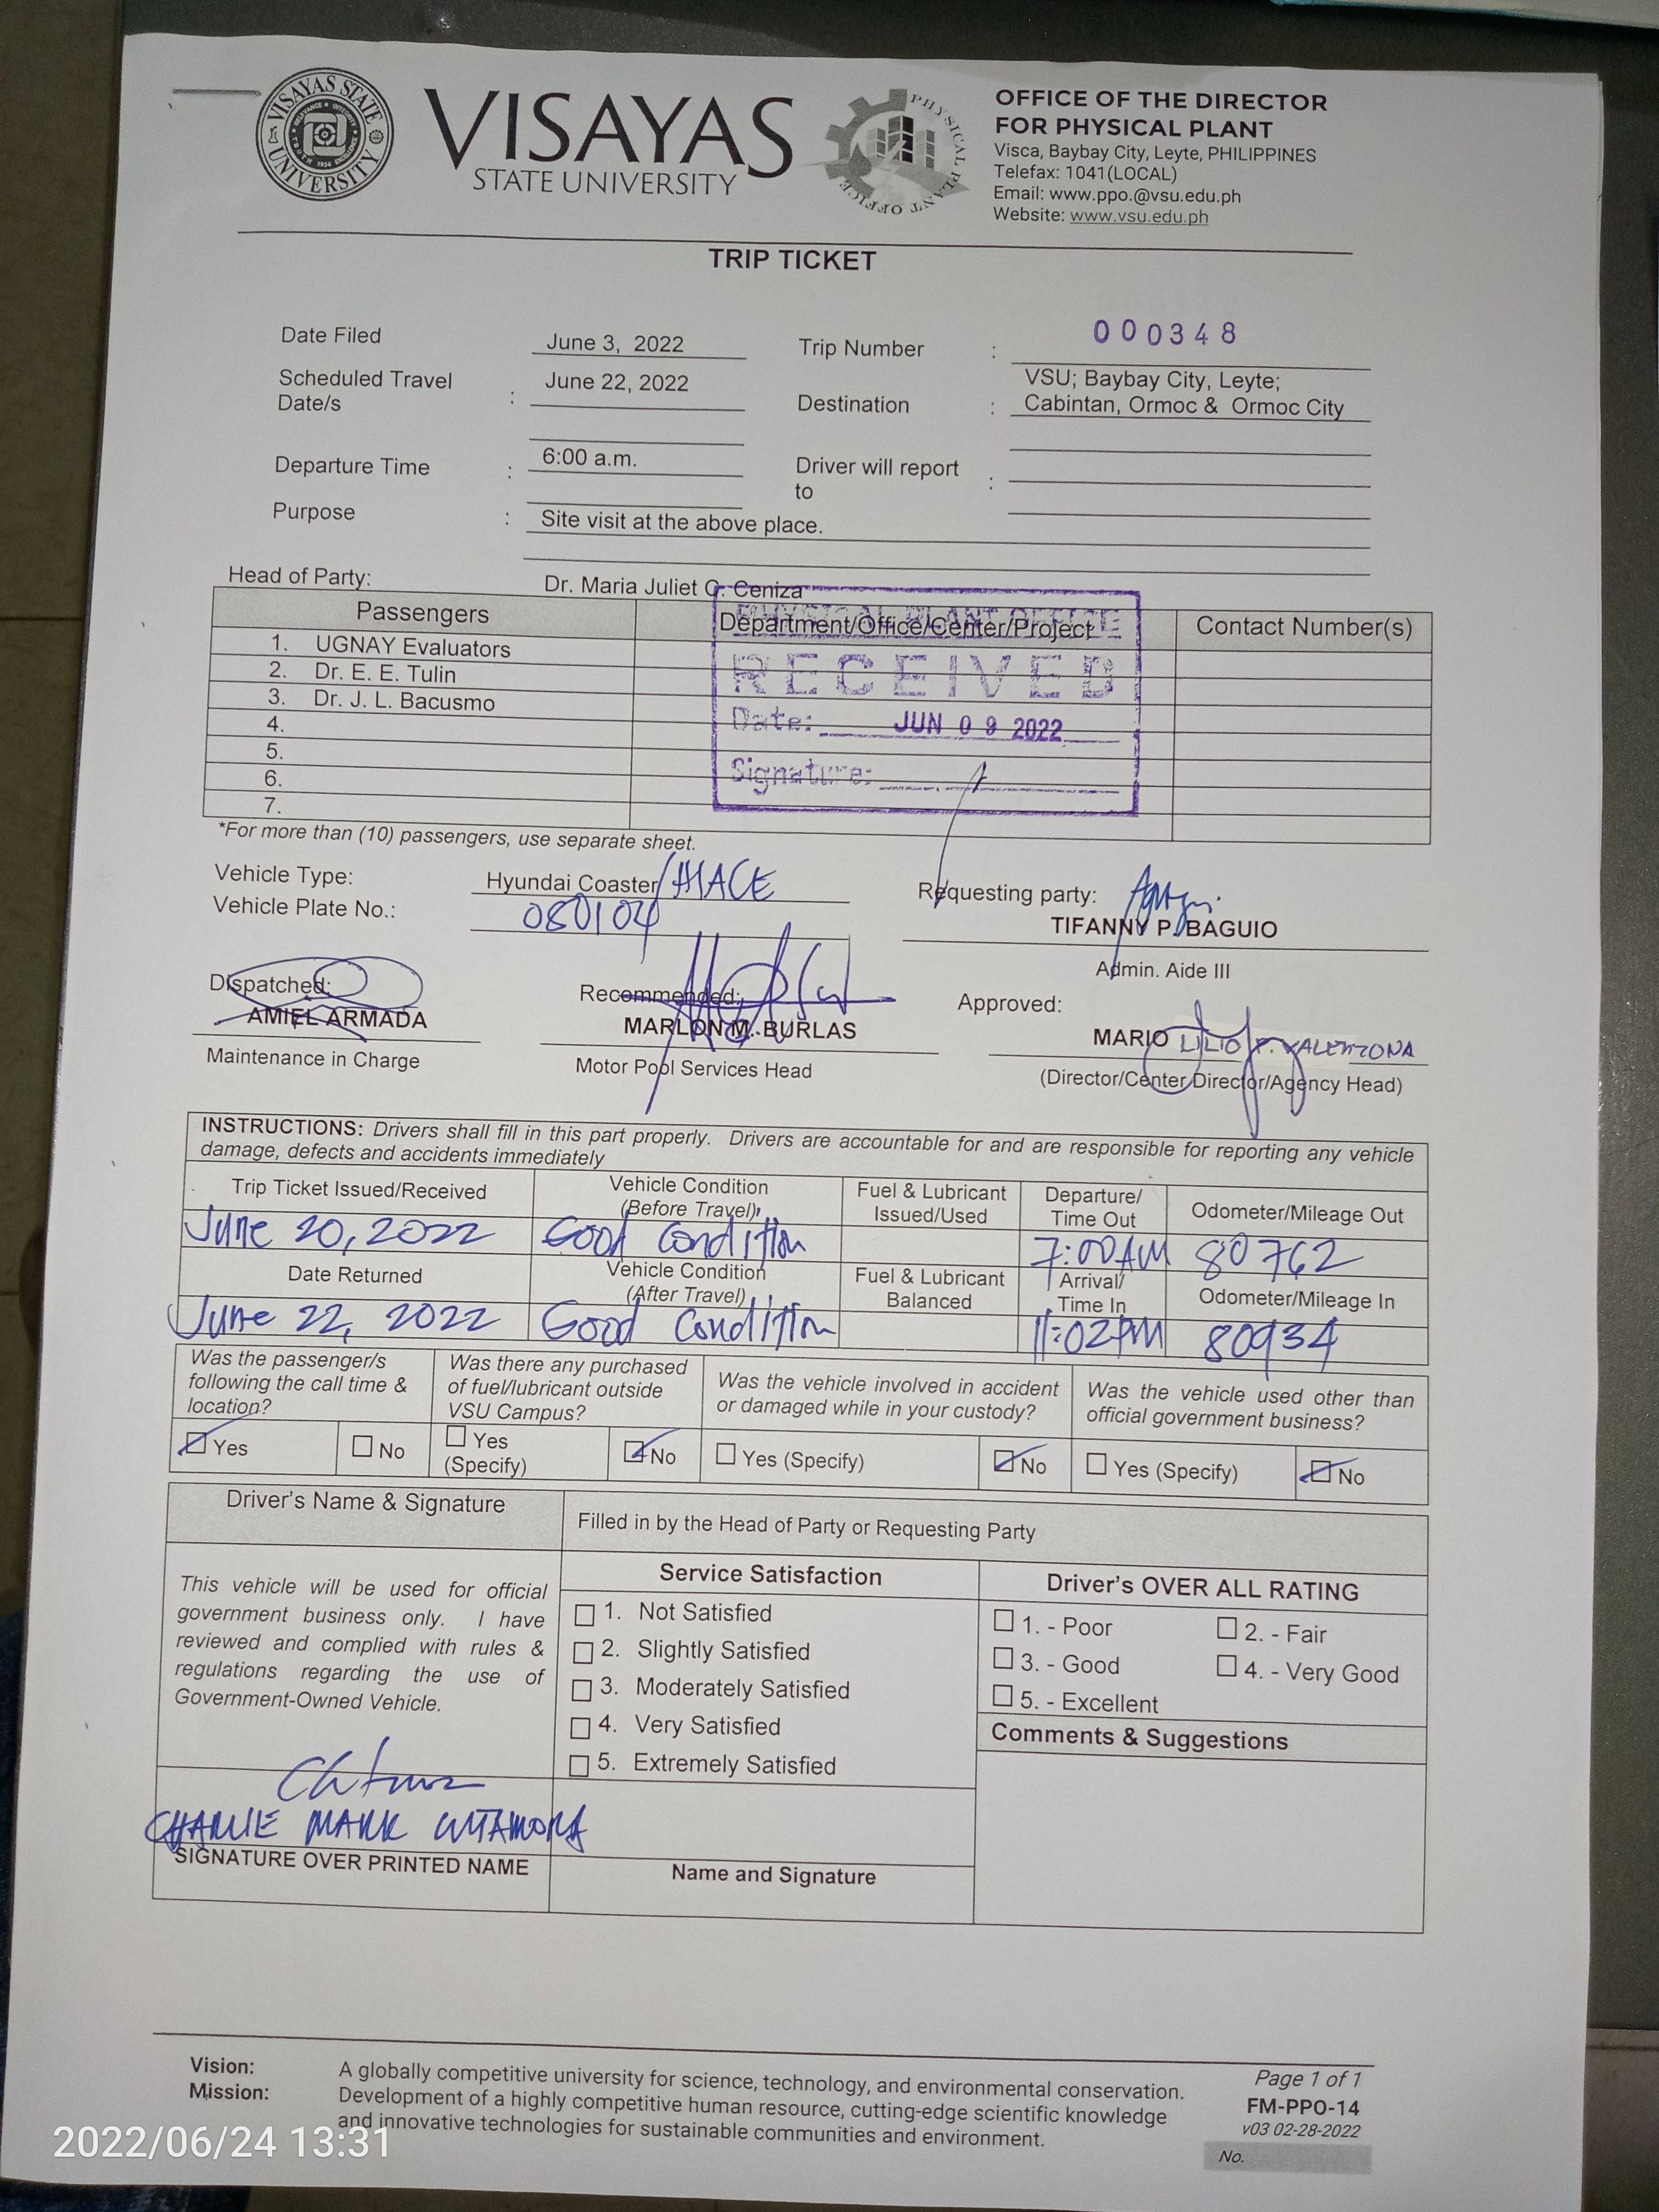 VISAYAS STATE UNIVERSITY
VISAYAS
STATE UNIVERSITY
PHYSICAL PLANT OFFICE
OFFICE OF THE DIRECTOR
FOR PHYSICAL PLANT
Visca, Baybay City, Leyte, PHILIPPINES
Telefax: 1041(LOCAL)
Email: www.ppo.@vsu.edu.ph
Website: www.vsu.edu.ph
TRIP TICKET
Date Filed June 3, 2022 Trip Number : 000348
Scheduled Travel Date/s : June 22, 2022 Destination : VSU; Baybay City, Leyte;
Cabintan, Ormoc & Ormoc City
Departure Time : 6:00 a.m. Driver will report to :
Purpose : Site visit at the above place.
Head of Party: Dr. Maria Juliet C. Ceniza
Passengers Department/Office/Center/Project Contact Number(s)
1. UGNAY Evaluators
2. Dr. E. E. Tulin
3. Dr. J. L. Bacusmo
4.
5.
6.
7.
PHYSICAL PLANT OFFICE
RECEIVED
Date: JUN 09 2022
Signature:
*For more than (10) passengers, use separate sheet.
Vehicle Type: Hyundai Coaster/HIACE
Vehicle Plate No.: 080104
Requesting party:
TIFANNY P. BAGUIO
Admin. Aide III
Dispatched:
AMIEL ARMADA
Maintenance in Charge
Recommended:
MARLON M. BURLAS
Motor Pool Services Head
Approved:
MARIO LILIO P. VALENZONA
(Director/Center Director/Agency Head)
INSTRUCTIONS: Drivers shall fill in this part properly. Drivers are accountable for and are responsible for reporting any vehicle
damage, defects and accidents immediately
Trip Ticket Issued/Received Vehicle Condition (Before Travel) Fuel & Lubricant Issued/Used Departure/ Time Out Odometer/Mileage Out
June 20, 2022 Good Condition 7:00AM 80762
Date Returned Vehicle Condition (After Travel) Fuel & Lubricant Balanced Arrival/ Time In Odometer/Mileage In
June 22, 2022 Good Condition 11:02PM 80934
Was the passenger/s following the call time & location?
Was there any purchased of fuel/lubricant outside VSU Campus?
Was the vehicle involved in accident or damaged while in your custody?
Was the vehicle used other than official government business?
Yes No Yes (Specify) No Yes (Specify) No Yes (Specify) No
Driver's Name & Signature
Filled in by the Head of Party or Requesting Party
This vehicle will be used for official
government business only. I have
reviewed and complied with rules &
regulations regarding the use of
Government-Owned Vehicle.
CHARLIE MARK
SIGNATURE OVER PRINTED NAME
Service Satisfaction
1. Not Satisfied
2. Slightly Satisfied
3. Moderately Satisfied
4. Very Satisfied
5. Extremely Satisfied
Name and Signature
Driver's OVER ALL RATING
1. - Poor 2. - Fair
3. - Good 4. - Very Good
5. - Excellent
Comments & Suggestions
Vision: A globally competitive university for science, technology, and environmental conservation.
Mission: Development of a highly competitive human resource, cutting-edge scientific knowledge
and innovative technologies for sustainable communities and environment.
Page 1 of 1
FM-PPO-14
v03 02-28-2022
No.
2022/06/24 13:31